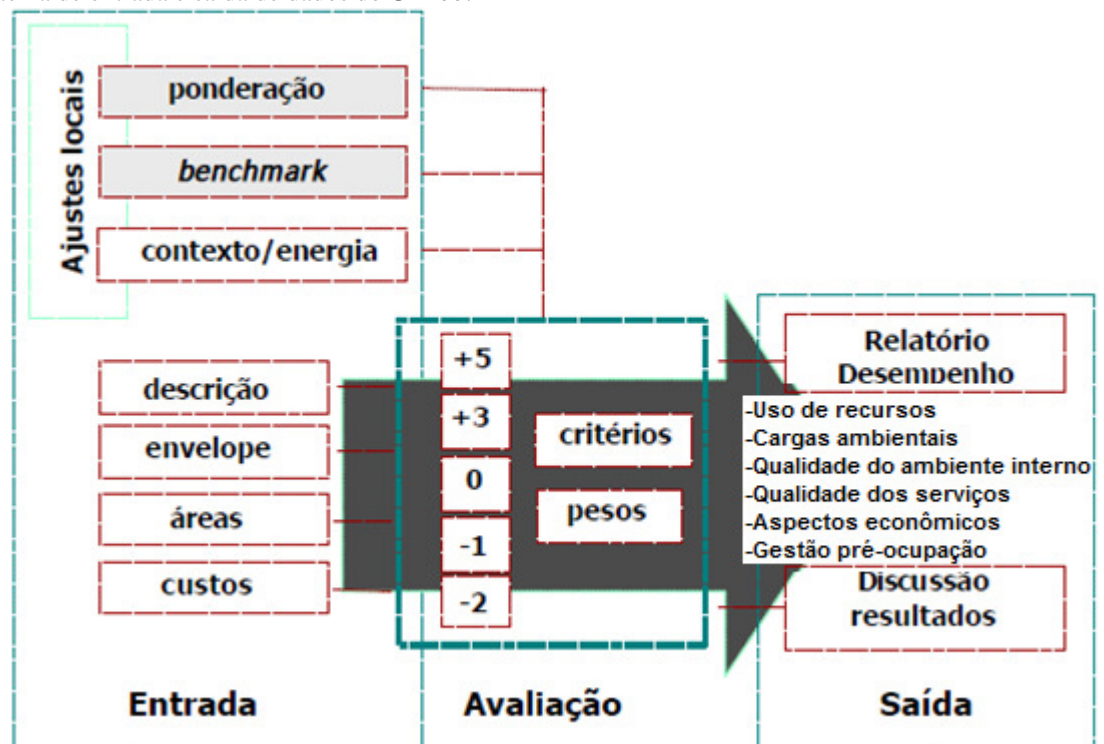 Ajustes locais
ponderação
benchmark
contexto/energia
descrição
envelope
áreas
custos
+5
+3
0
-1
-2
critérios
pesos
Relatório
Desempenho
-Uso de recursos
-Cargas ambientais
-Qualidade do ambiente interno
-Qualidade dos serviços
-Aspectos econômicos
-Gestão pré-ocupação
Discussão
resultados
Entrada
Avaliação
Saída